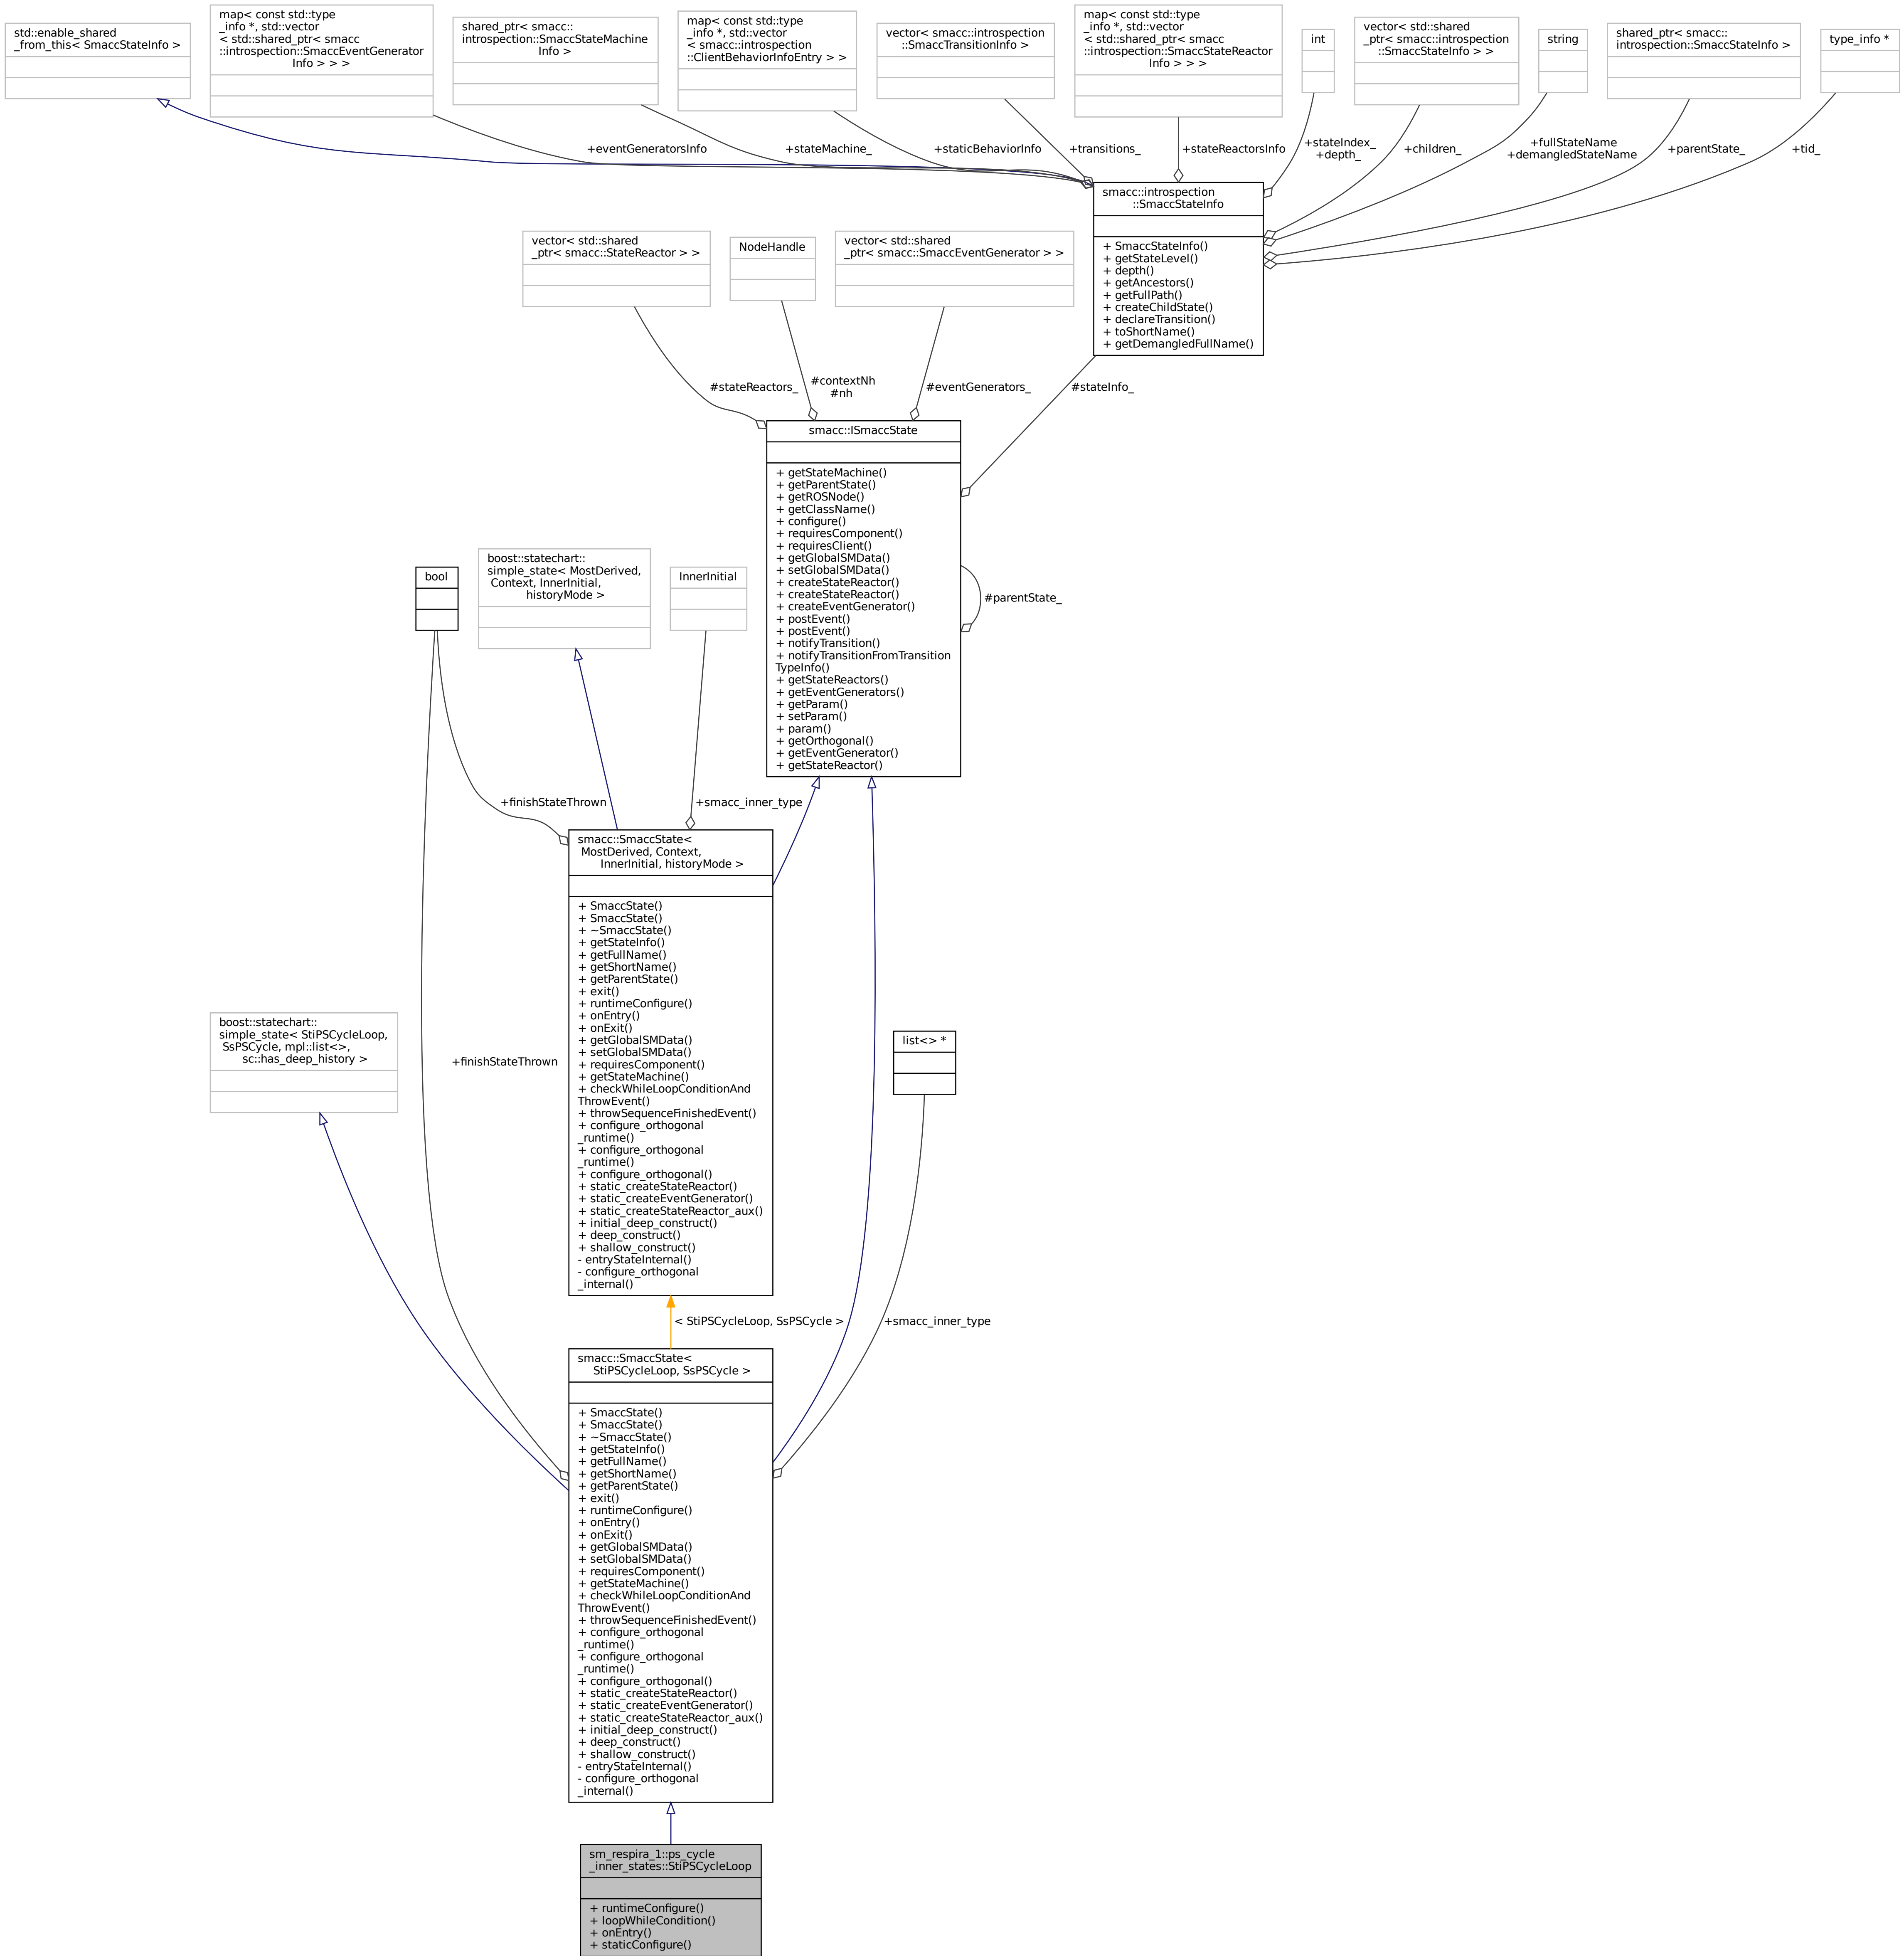 std::enable_shared
_from_this< SmaccStateInfo >
map< const std::type
_info *, std::vector
< std::shared_ptr< smacc
::introspection::SmaccEventGenerator
Info > > >
shared_ptr< smacc::
introspection::SmaccStateMachine
Info >
map< const std::type
_info *, std::vector
< smacc::introspection
::ClientBehaviorInfoEntry > >
vector< smacc::introspection
::SmaccTransitionInfo >
map< const std::type
_info *, std::vector
< std::shared_ptr< smacc
::introspection::SmaccStateReactor
Info > > >
int
vector< std::shared
_ptr< smacc::introspection
::SmaccStateInfo > >
string
shared_ptr< smacc::
introspection::SmaccStateInfo >
type_info *
+eventGeneratorsInfo
+stateMachine_
+staticBehaviorInfo
+transitions_
+stateReactorsInfo
+stateIndex_
+depth_
+children_
+fullStateName
+demangledStateName
+parentState_
+tid_
smacc::introspection
::SmaccStateInfo
+ SmaccStateInfo()
+ getStateLevel()
+ depth()
+ getAncestors()
+ getFullPath()
+ createChildState()
+ declareTransition()
+ toShortName()
+ getDemangledFullName()
vector< std::shared
_ptr< smacc::StateReactor > >
NodeHandle
vector< std::shared
_ptr< smacc::SmaccEventGenerator > >
#stateReactors_
#contextNh
#nh
#eventGenerators_
#stateInfo_
smacc::ISmaccState
+ getStateMachine()
+ getParentState()
+ getROSNode()
+ getClassName()
+ configure()
+ requiresComponent()
+ requiresClient()
+ getGlobalSMData()
+ setGlobalSMData()
+ createStateReactor()
+ createStateReactor()
+ createEventGenerator()
+ postEvent()
+ postEvent()
+ notifyTransition()
+ notifyTransitionFromTransition
TypeInfo()
+ getStateReactors()
+ getEventGenerators()
+ getParam()
+ setParam()
+ param()
+ getOrthogonal()
+ getEventGenerator()
+ getStateReactor()
#parentState_
bool
boost::statechart::
simple_state< MostDerived,
Context, InnerInitial,
historyMode >
InnerInitial
+finishStateThrown
+smacc_inner_type
smacc::SmaccState<
MostDerived, Context,
InnerInitial, historyMode >
+ SmaccState()
+ SmaccState()
+ ~SmaccState()
+ getStateInfo()
+ getFullName()
+ getShortName()
+ getParentState()
+ exit()
+ runtimeConfigure()
+ onEntry()
+ onExit()
+ getGlobalSMData()
+ setGlobalSMData()
+ requiresComponent()
+ getStateMachine()
+ checkWhileLoopConditionAnd
ThrowEvent()
+ throwSequenceFinishedEvent()
+ configure_orthogonal
_runtime()
+ configure_orthogonal
_runtime()
+ configure_orthogonal()
+ static_createStateReactor()
+ static_createEventGenerator()
+ static_createStateReactor_aux()
+ initial_deep_construct()
+ deep_construct()
+ shallow_construct()
- entryStateInternal()
- configure_orthogonal
_internal()
boost::statechart::
simple_state< StiPSCycleLoop,
SsPSCycle, mpl::list<>,
sc::has_deep_history >
+finishStateThrown
list<> *
< StiPSCycleLoop, SsPSCycle >
+smacc_inner_type
smacc::SmaccState<
StiPSCycleLoop, SsPSCycle >
+ SmaccState()
+ SmaccState()
+ ~SmaccState()
+ getStateInfo()
+ getFullName()
+ getShortName()
+ getParentState()
+ exit()
+ runtimeConfigure()
+ onEntry()
+ onExit()
+ getGlobalSMData()
+ setGlobalSMData()
+ requiresComponent()
+ getStateMachine()
+ checkWhileLoopConditionAnd
ThrowEvent()
+ throwSequenceFinishedEvent()
+ configure_orthogonal
_runtime()
+ configure_orthogonal
_runtime()
+ configure_orthogonal()
+ static_createStateReactor()
+ static_createEventGenerator()
+ static_createStateReactor_aux()
+ initial_deep_construct()
+ deep_construct()
+ shallow_construct()
- entryStateInternal()
- configure_orthogonal
_internal()
sm_respira_1::ps_cycle
_inner_states::StiPSCycleLoop
+ runtimeConfigure()
+ loopWhileCondition()
+ onEntry()
+ staticConfigure()